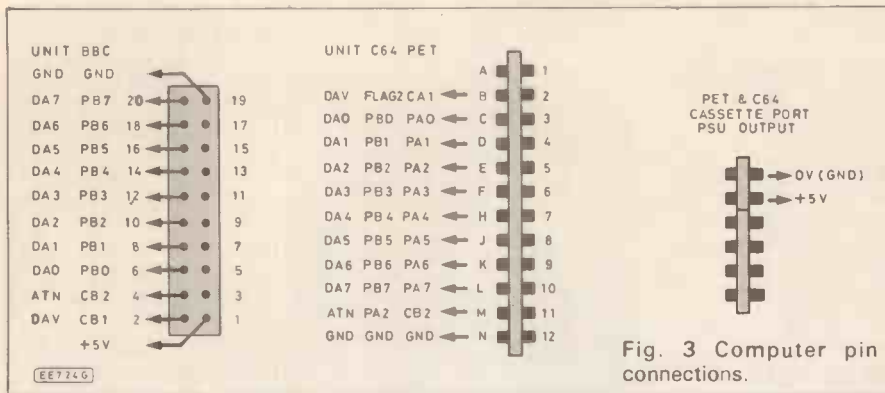 UNIT BBC
GND GND
DA7 PB7 20 19
DA6 PB6 18 17
DA5 PB5 16 15
DA4 PB4 14 13
DA3 PB3 12 11
DA2 PB2 10 9
DA1 PB1 8 7
DA0 PB0 6 5
ATN CB2 4 3
DAV CB1 2 1
+5V
EE724G
UNIT C64 PET
A 1
DAV FLAG2 CA1 B 2
DA0 PB0 PA0 C 3
DA1 PB1 PA1 D 4
DA2 PB2 PA2 E 5
DA3 PB3 PA3 F 6
DA4 PB4 PA4 H 7
DA5 PB5 PA5 J 8
DA6 PB6 PA6 K 9
DA7 PB7 PA7 L 10
ATN PA2 CB2 M 11
GND GND GND N 12
PET & C64
CASSETTE PORT
PSU OUTPUT
0V (GND)
+5V
Fig. 3 Computer pin
connections.